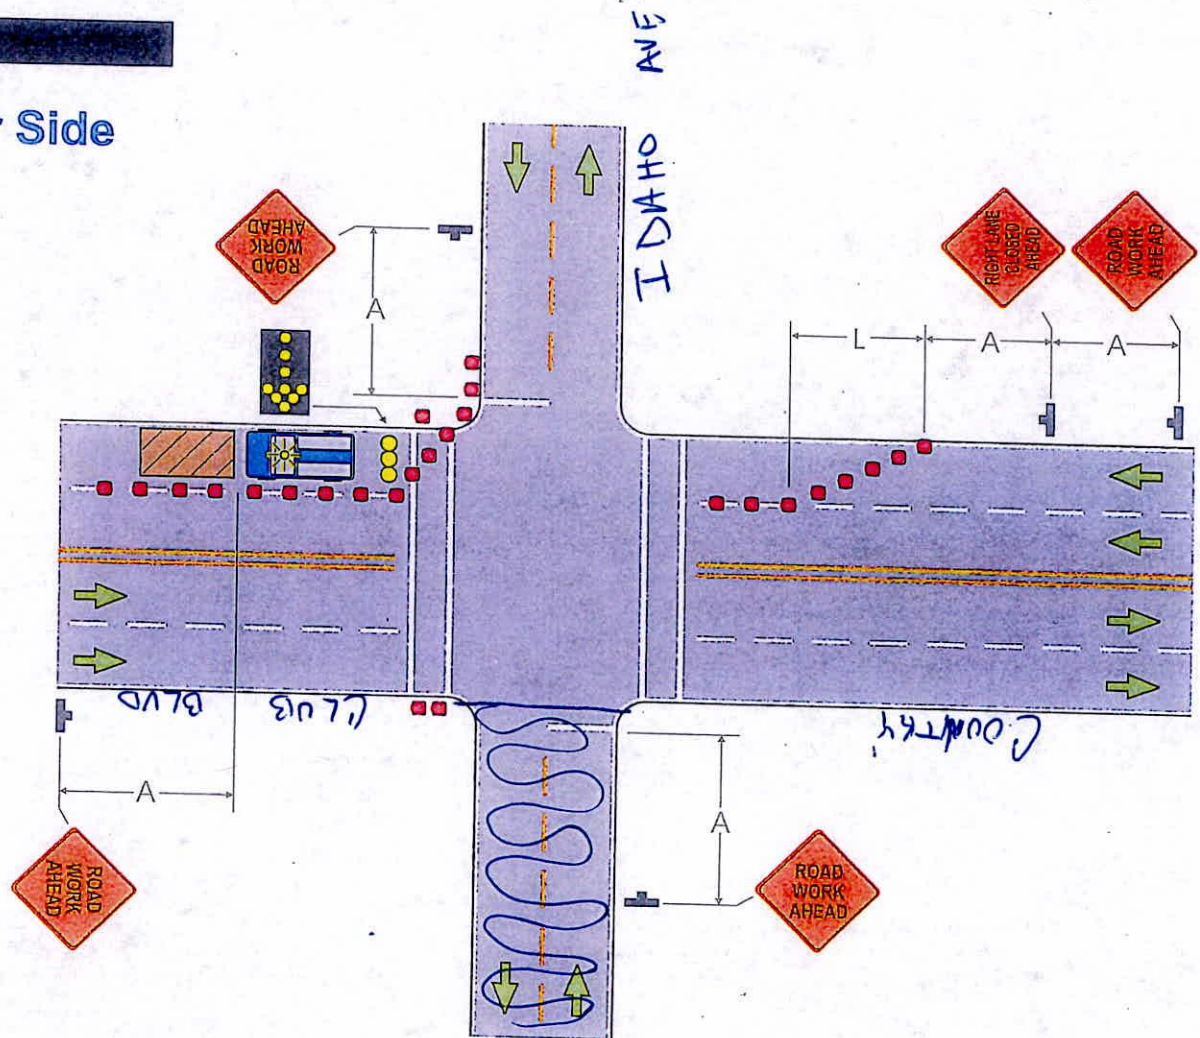 Side
IDAHO AVE
ROAD
WORK
AHEAD
A
RIGHT LANE
CLOSED
AHEAD
ROAD
WORK
AHEAD
L
A
A
COUNTRY
CLUB
BLVD
A
ROAD
WORK
AHEAD
A
ROAD
WORK
AHEAD